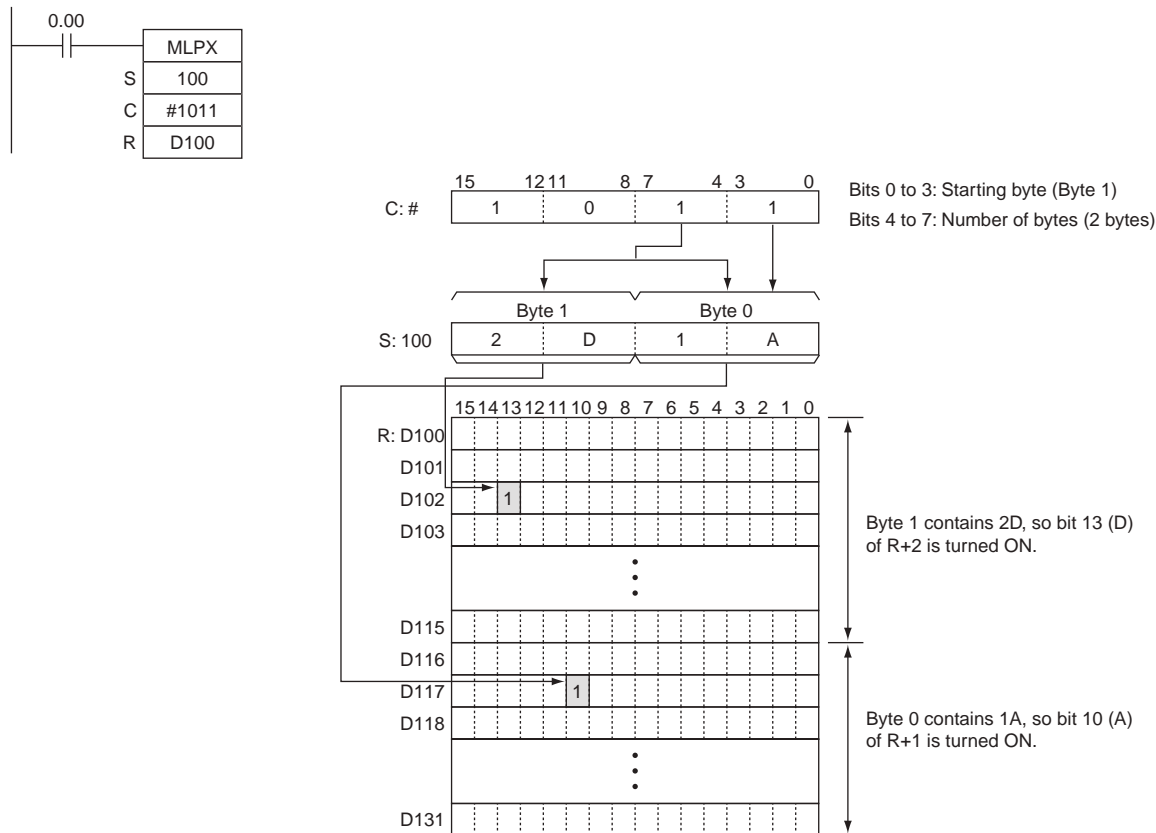 0.00
MLPX
S 100
C #1011
R D100
15 12 11 8 7 4 3 0
C: # 1 0 1 1
Bits 0 to 3: Starting byte (Byte 1)
Bits 4 to 7: Number of bytes (2 bytes)
Byte 1 Byte 0
S: 100 2 D 1 A
15 14 13 12 11 10 9 8 7 6 5 4 3 2 1 0
R: D100
D101
D102 1
D103
Byte 1 contains 2D, so bit 13 (D)
of R+2 is turned ON.
D115
D116
D117 1
D118
Byte 0 contains 1A, so bit 10 (A)
of R+1 is turned ON.
D131